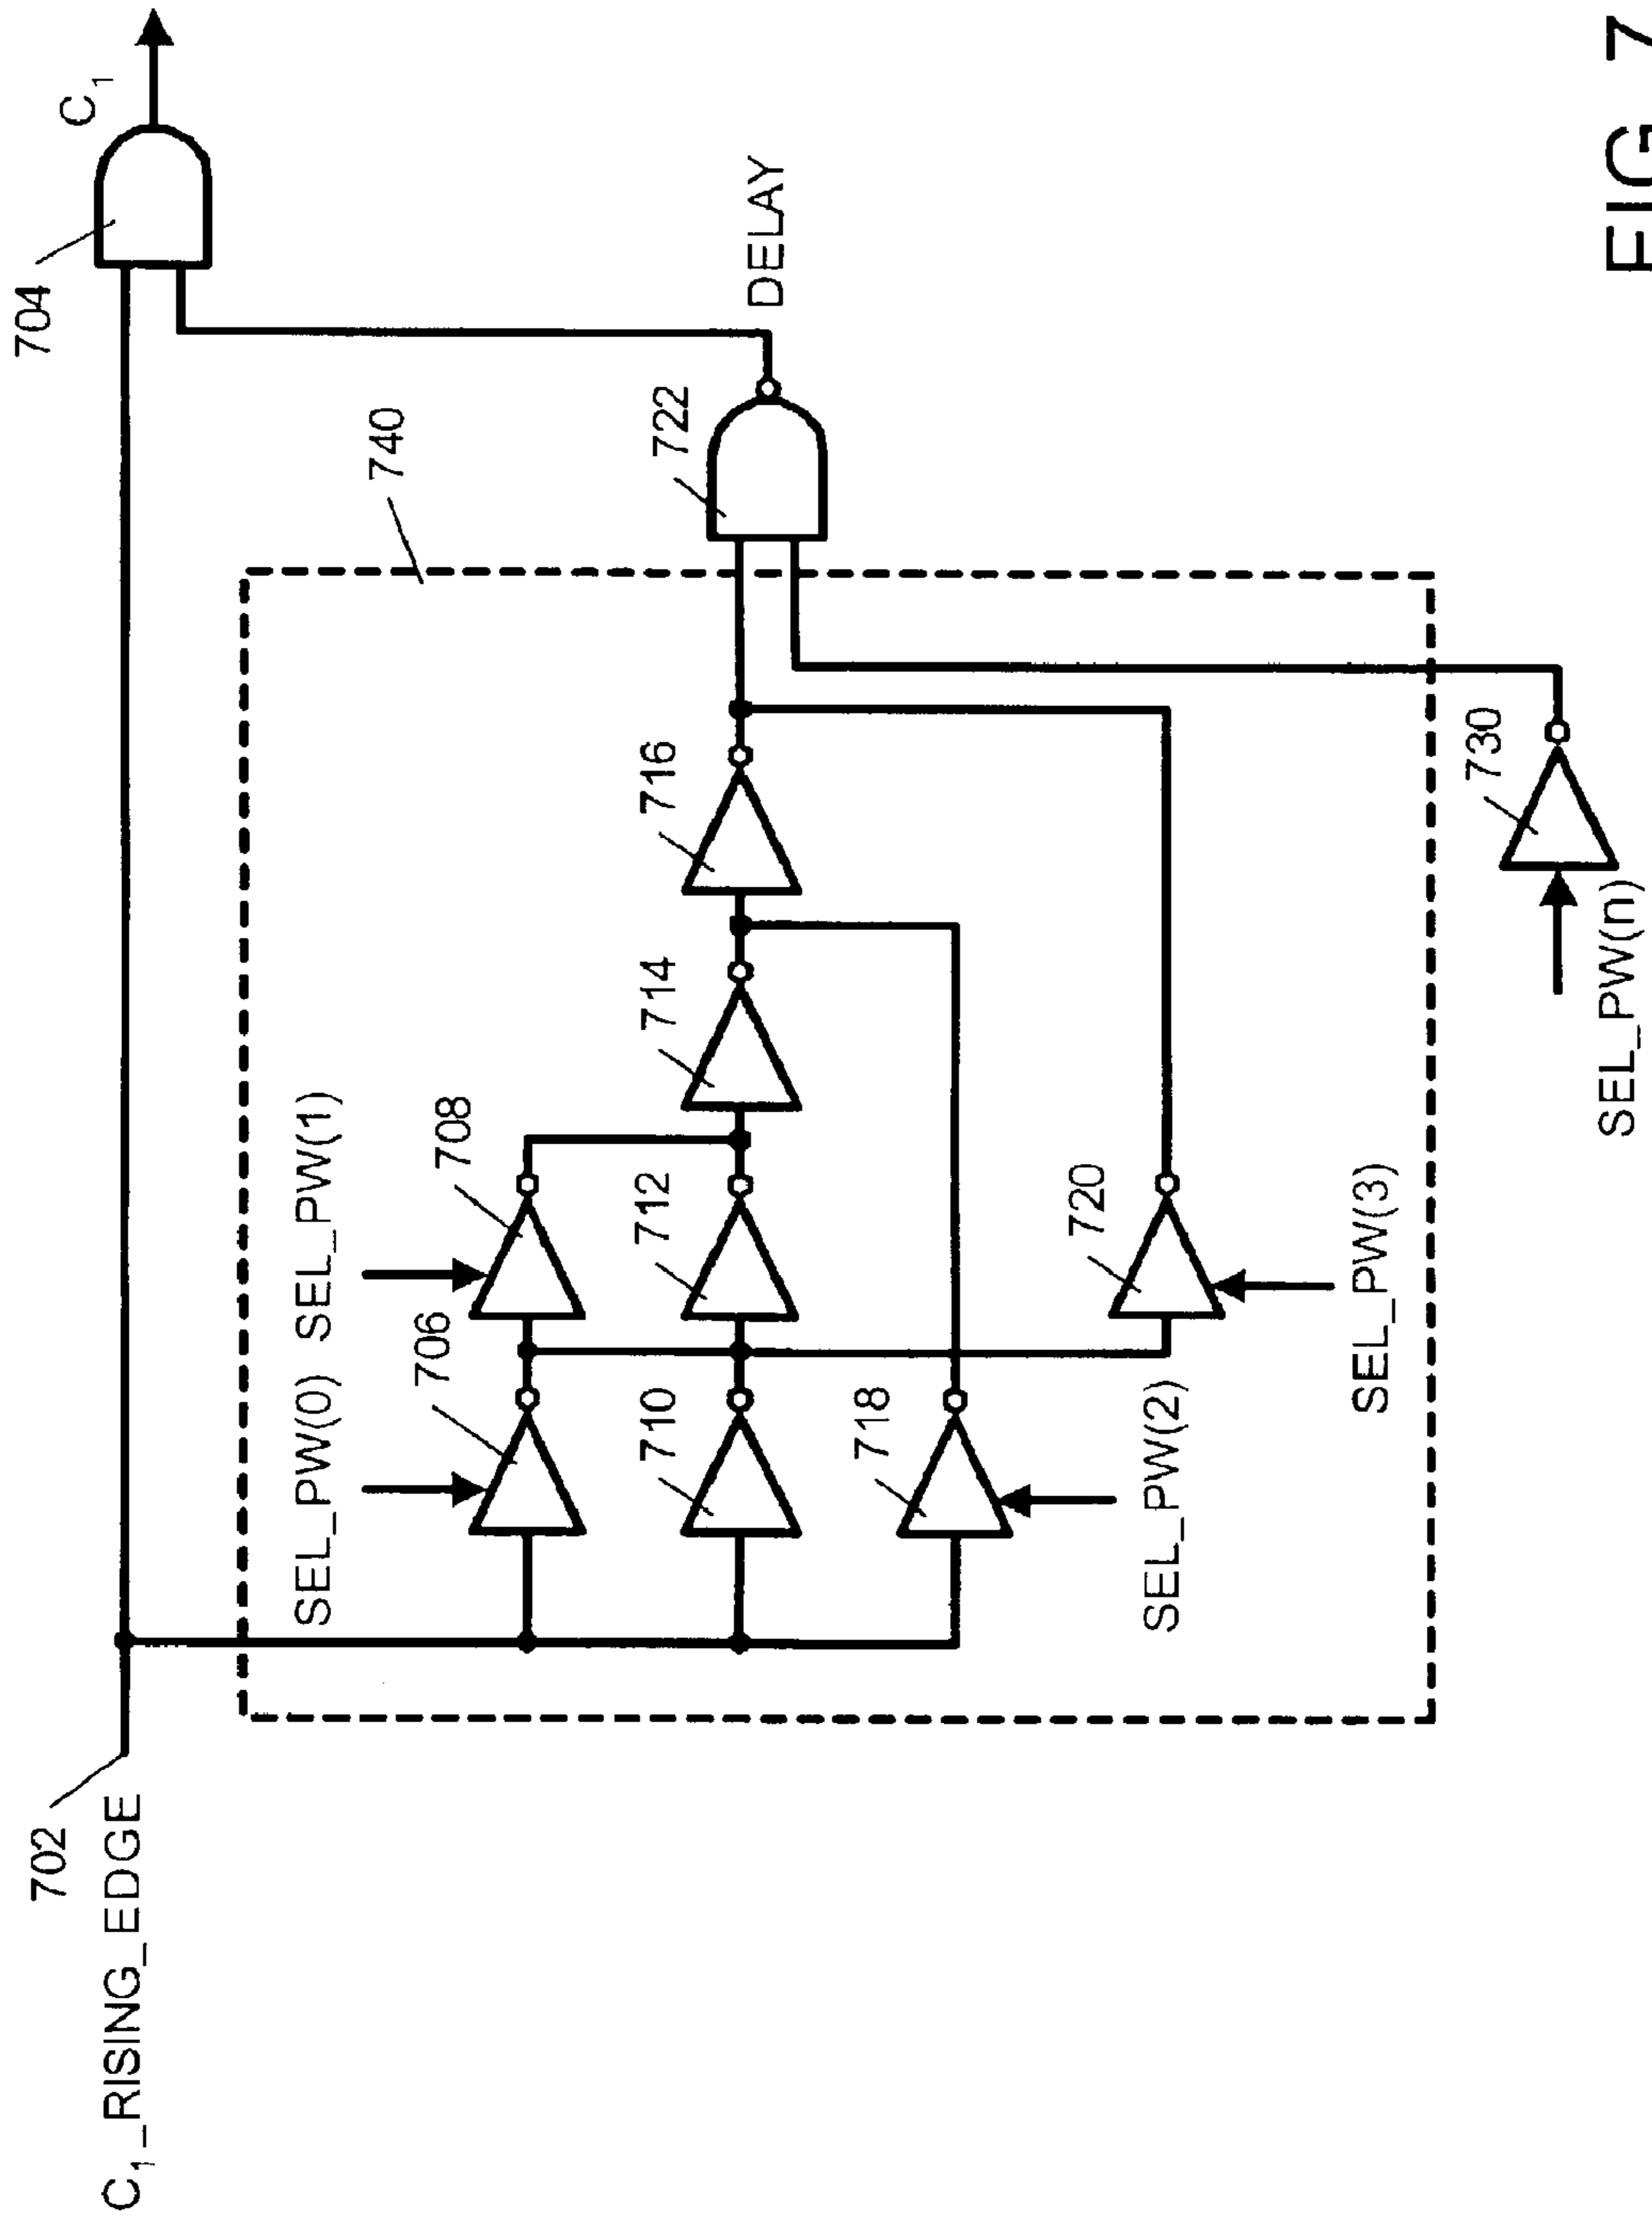 C1_RISING_EDGE
702
704
C1
740
SEL_PW(0)
SEL_PW(1)
706
708
710
712
714
716
722
DELAY
718
SEL_PW(2)
720
SEL_PW(3)
730
SEL_PW(n)
FIG 7